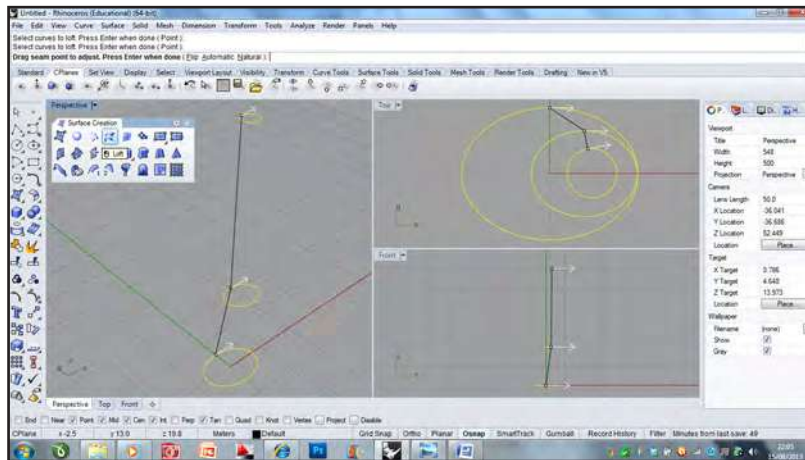 Untitled - Rhinoceros (Educational) (64-bit)
File Edit View Curve Surface Solid Mesh Dimension Transform Tools Analyze Render Panels Help
Select curves to loft. Press Enter when done ( Point ):
Select curves to loft. Press Enter when done ( Point ):
Drag seam point to adjust. Press Enter when done ( Flip Automatic Natural ):
Standard CPlanes Set View Display Select Viewport Layout Visibility Transform Curve Tools Surface Tools Solid Tools Mesh Tools Render Tools Drafting New in V5
Perspective
Surface Creation
Loft
Top
Front
Viewport
Title Perspective
Width 548
Height 500
Projection Perspective
Camera
Lens Length 50.0
X Location -36.041
Y Location -36.686
Z Location 52.449
Location Place
Target
X Target 0.786
Y Target 4.648
Z Target 13.973
Location Place
Wallpaper
Filename (none)
Show
Gray
Perspective Top Front
End Near Point Mid Cen Int Perp Tan Quad Knot Vertex Project Disable
CPlane x -2.5 y 13.0 z 19.8 Meters Default Grid Snap Ortho Planar Osnap SmartTrack Gumball Record History Filter Minutes from last save: 49
22:05
15/08/2013